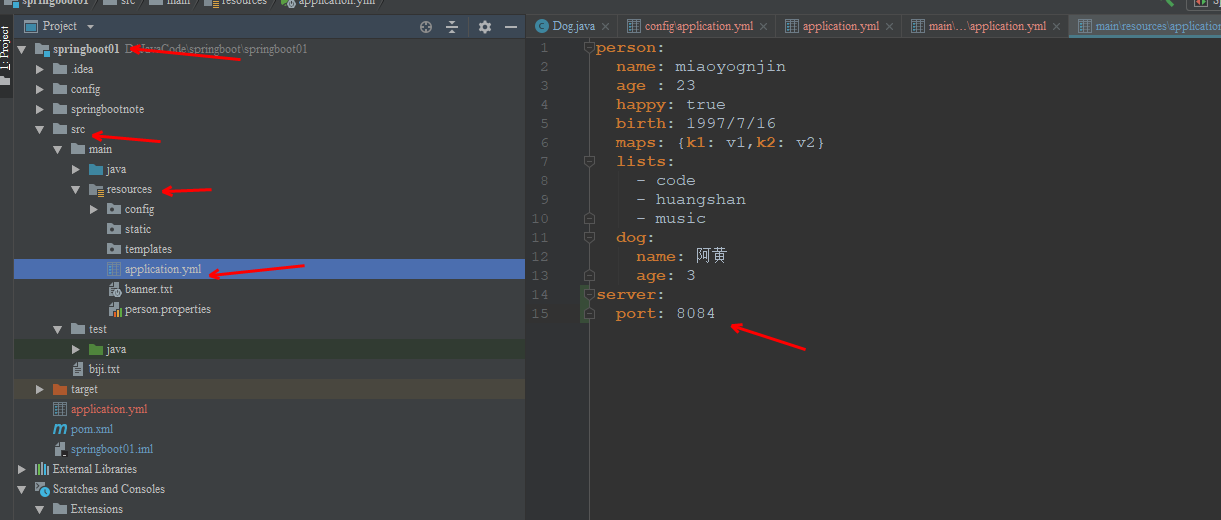 springboot01 src main resources application.yml
Project
1: Project
springboot01 D:\JavaCode\springboot\springboot01
.idea
config
springbootnote
src
main
java
resources
config
static
templates
application.yml
banner.txt
person.properties
test
java
biji.txt
target
application.yml
pom.xml
springboot01.iml
External Libraries
Scratches and Consoles
Extensions
Dog.java
config\application.yml
application.yml
main\...\application.yml
main\resources\application
1 person:
2 name: miaoyognjin
3 age : 23
4 happy: true
5 birth: 1997/7/16
6 maps: {k1: v1,k2: v2}
7 lists:
8 - code
9 - huangshan
10 - music
11 dog:
12 name: 阿黄
13 age: 3
14 server:
15 port: 8084